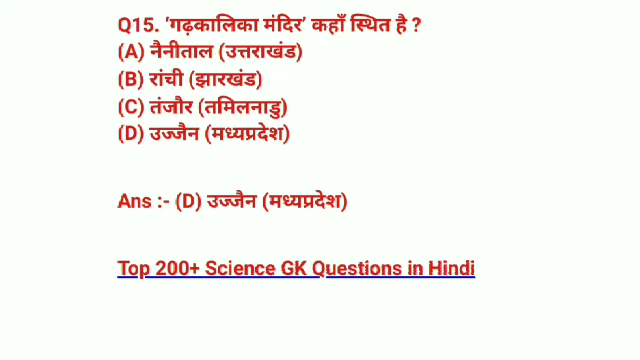 Q15. ‘गढ़कालिका मंदिर’ कहाँ स्थित है ?
(A) नैनीताल (उत्तराखंड)
(B) रांची (झारखंड)
(C) तंजौर (तमिलनाडु)
(D) उज्जैन (मध्यप्रदेश)
Ans :- (D) उज्जैन (मध्यप्रदेश)
Top 200+ Science GK Questions in Hindi